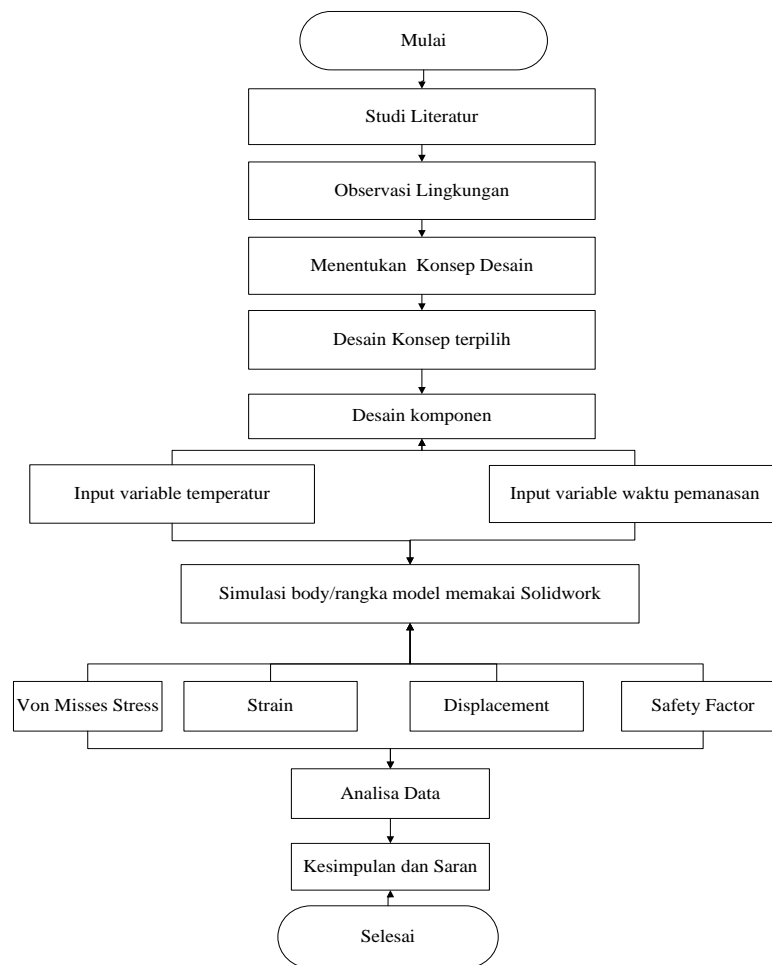 Mulai
Studi Literatur
Observasi Lingkungan
Menentukan Konsep Desain
Desain Konsep terpilih
Desain komponen
Input variable temperatur
Input variable waktu pemanasan
Simulasi body/rangka model memakai Solidwork
Von Misses Stress
Strain
Displacement
Safety Factor
Analisa Data
Kesimpulan dan Saran
Selesai